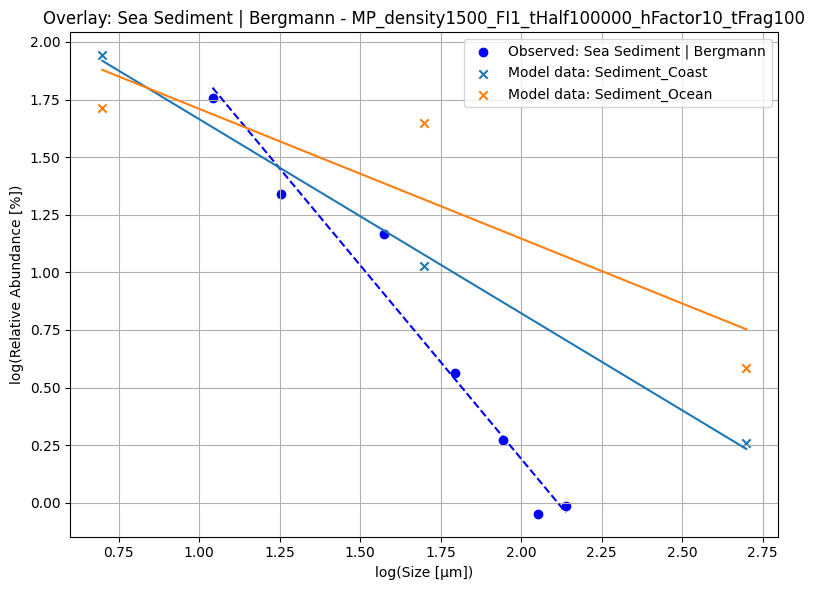 Overlay: Sea Sediment | Bergmann - MP_density1500_FI1_tHalf100000_hFactor10_tFrag100
Observed: Sea Sediment | Bergmann
Model data: Sediment_Coast
Model data: Sediment_Ocean
log(Relative Abundance [%])
2.00
1.75
1.50
1.25
1.00
0.75
0.50
0.25
0.00
0.75 1.00 1.25 1.50 1.75 2.00 2.25 2.50 2.75
log(Size [µm])